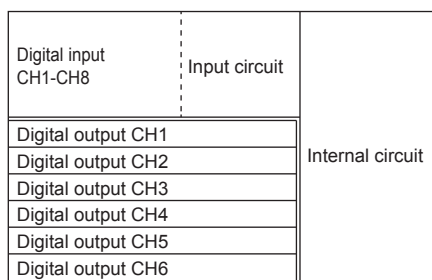 Digital input
CH1-CH8
Input circuit
Internal circuit
Digital output CH1
Digital output CH2
Digital output CH3
Digital output CH4
Digital output CH5
Digital output CH6